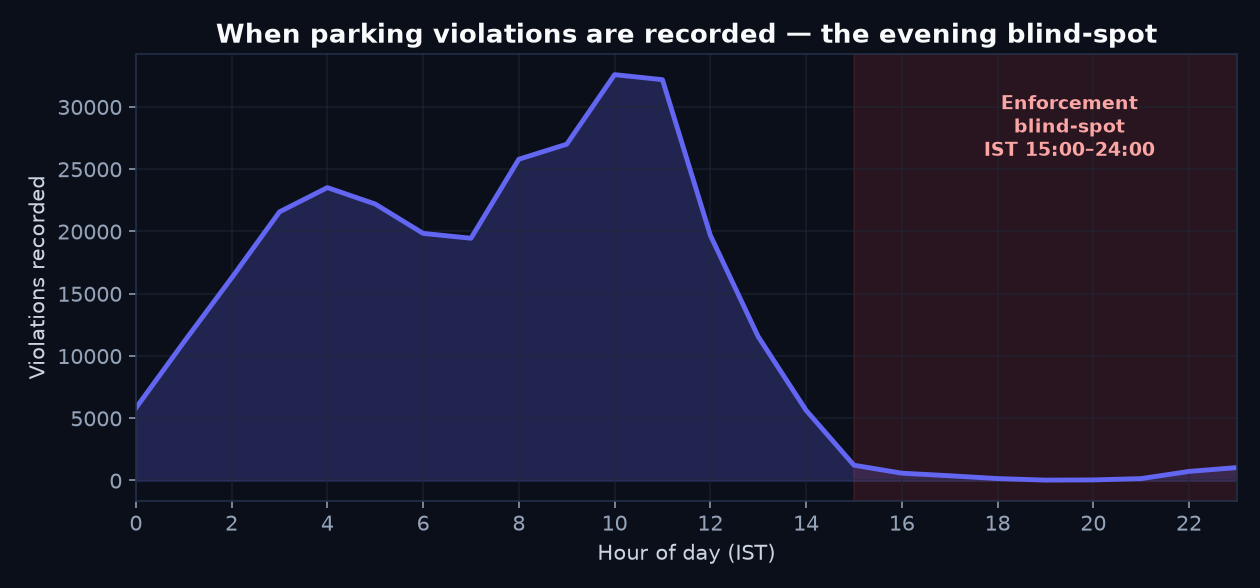 When parking violations are recorded — the evening blind-spot
Enforcement
blind-spot
IST 15:00–24:00
Violations recorded
30000
25000
20000
15000
10000
5000
0
0 2 4 6 8 10 12 14 16 18 20 22
Hour of day (IST)